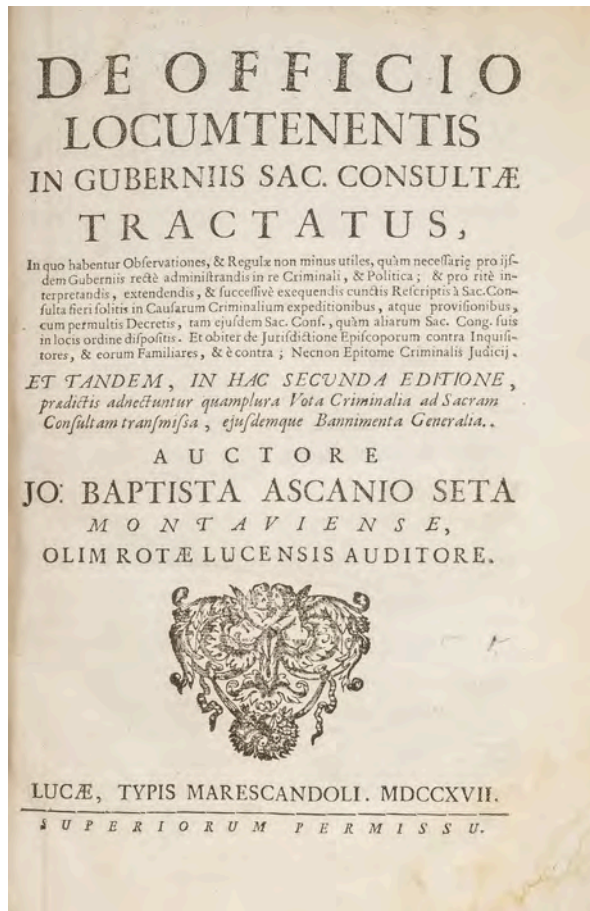 DE OFFICIO
LOCUMTENENTIS
IN GUBERNIIS SAC. CONSULTÆ
TRACTATUS,
In quo habentur Obſervationes, & Regulæ non minus utiles, quàm neceſſarię pro ijſ-
dem Guberniis rectè adminiſtrandis in re Criminali, & Politica; & pro ritè in-
terpretandis, extendendis, & ſucceſſivè exequendis cunctis Reſcriptis à Sac.Con-
ſulta fieri ſolitis in Cauſarum Criminalium expeditionibus, atque proviſionibus,
cum permultis Decretis, tam ejuſdem Sac. Conſ., quàm aliarum Sac. Cong. ſuis
in locis ordine diſpoſitis. Et obiter de Juriſdictione Epiſcoporum contra Inquiſi-
tores, & eorum Familiares, & è contra; Necnon Epitome Criminalis Judicij.
ET TANDEM, IN HAC SECVNDA EDITIONE,
prædictis adnectuntur quamplura Vota Criminalia ad Sacram
Conſultam tranſmiſſa, ejuſdemque Bannimenta Generalia..
AUCTORE
JO: BAPTISTA ASCANIO SETA
MONTAVIENSE,
OLIM ROTÆ LUCENSIS AUDITORE.
LUCÆ, TYPIS MARESCANDOLI. MDCCXVII.
SUPERIORUM PERMISSU.